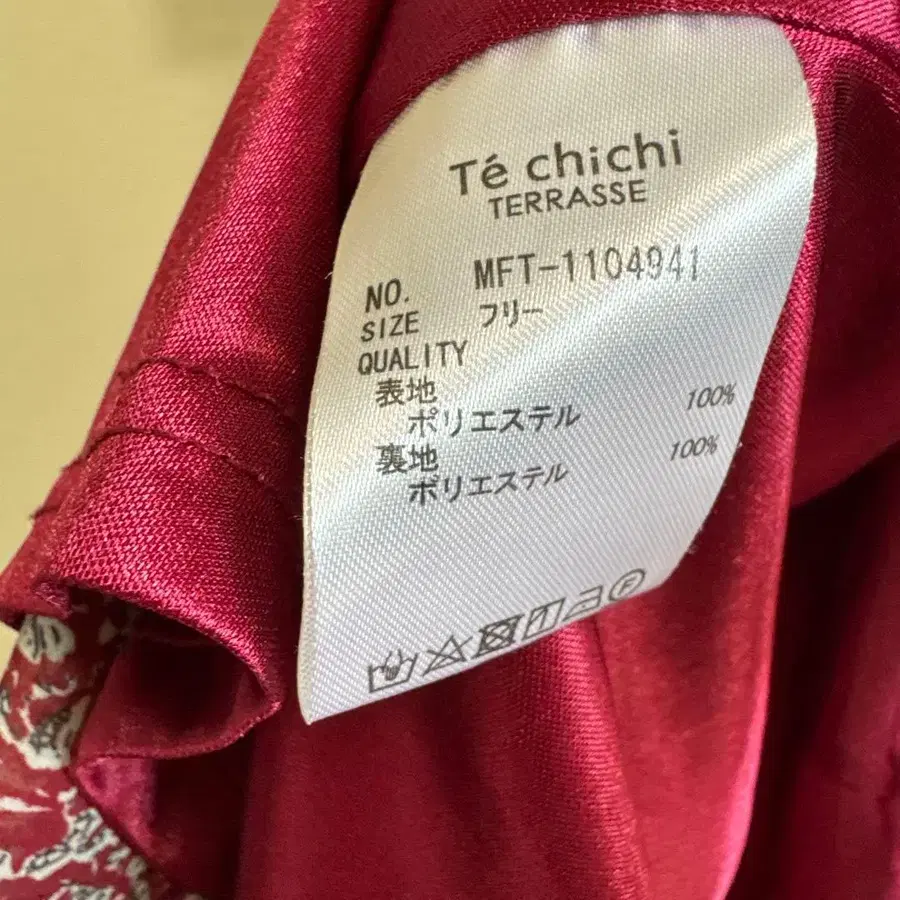 Té chichi
TERRASSE
NO. MFT-1104941
SIZE フリー
QUALITY
表地
ポリエステル 100%
裏地
ポリエステル 100%